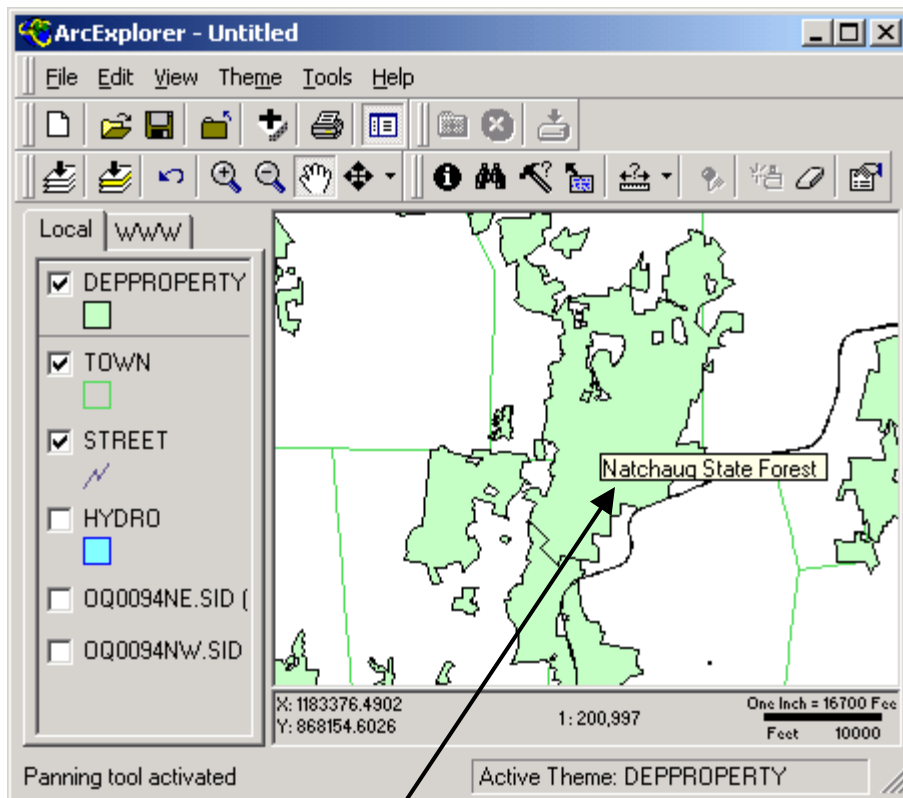 ArcExplorer - Untitled
File Edit View Theme Tools Help
Local WWW
DEPPROPERTY
TOWN
STREET
HYDRO
OQ0094NE.SID (
OQ0094NW.SID
Natchauq State Forest
X: 1183376.4902
Y: 868154.6026
1: 200,997
One Inch = 16700 Fee
Feet 10000
Panning tool activated
Active Theme: DEPPROPERTY